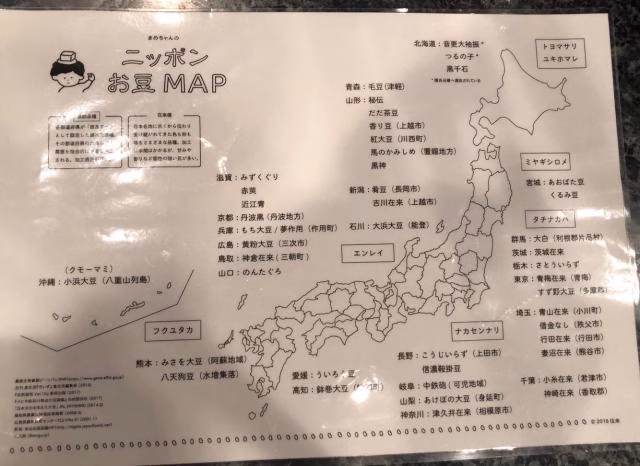 まめちゃんの
ニッポン
お豆MAP
在来種
北海道：音更大袖振*
つるの子*
黒千石
トヨマサリ
ユキホマレ
青森：毛豆(津軽)
山形：秘伝
だだ茶豆
香り豆（上越市）
紅大豆（川西町）
馬のかみしめ（置賜地方）
黒神
滋賀：みずくぐり
赤莢
近江青
京都：丹波黒(丹波地方)
兵庫：もち大豆/夢作用（作用町）
広島：黄粉大豆（三次市）
鳥取：神倉在来(三朝町)
山口：のんたぐろ
新潟：肴豆（長岡市）
吉川在来（上越市）
石川：大浜大豆（能登）
エンレイ
ミヤギシロメ
宮城：あおばた豆
くるみ豆
タチナガハ
群馬：大白（利根郡片品村）
茨城：茨城在来
栃木：さとういらず
東京：青梅在来（青梅）
すず野大豆（多摩市）
(クモーマミ)
沖縄：小浜大豆（八重山列島）
フクユタカ
熊本：みさを大豆（阿蘇地域）
八天狗豆（水増集落）
愛媛：ういろう豆
高知：鉢巻大豆
ナカセンナリ
長野：こうじいらず（上田市）
信濃鞍掛豆
岐阜：中鉄砲（可児地域）
山梨：あけぼの大豆（身延町）
神奈川：津久井在来（相模原市）
埼玉：青山在来（小川町）
借金なし（秩父市）
行田在来（行田市）
妻沼在来（熊谷市）
千葉：小糸在来（君津市）
神崎在来（香取郡）